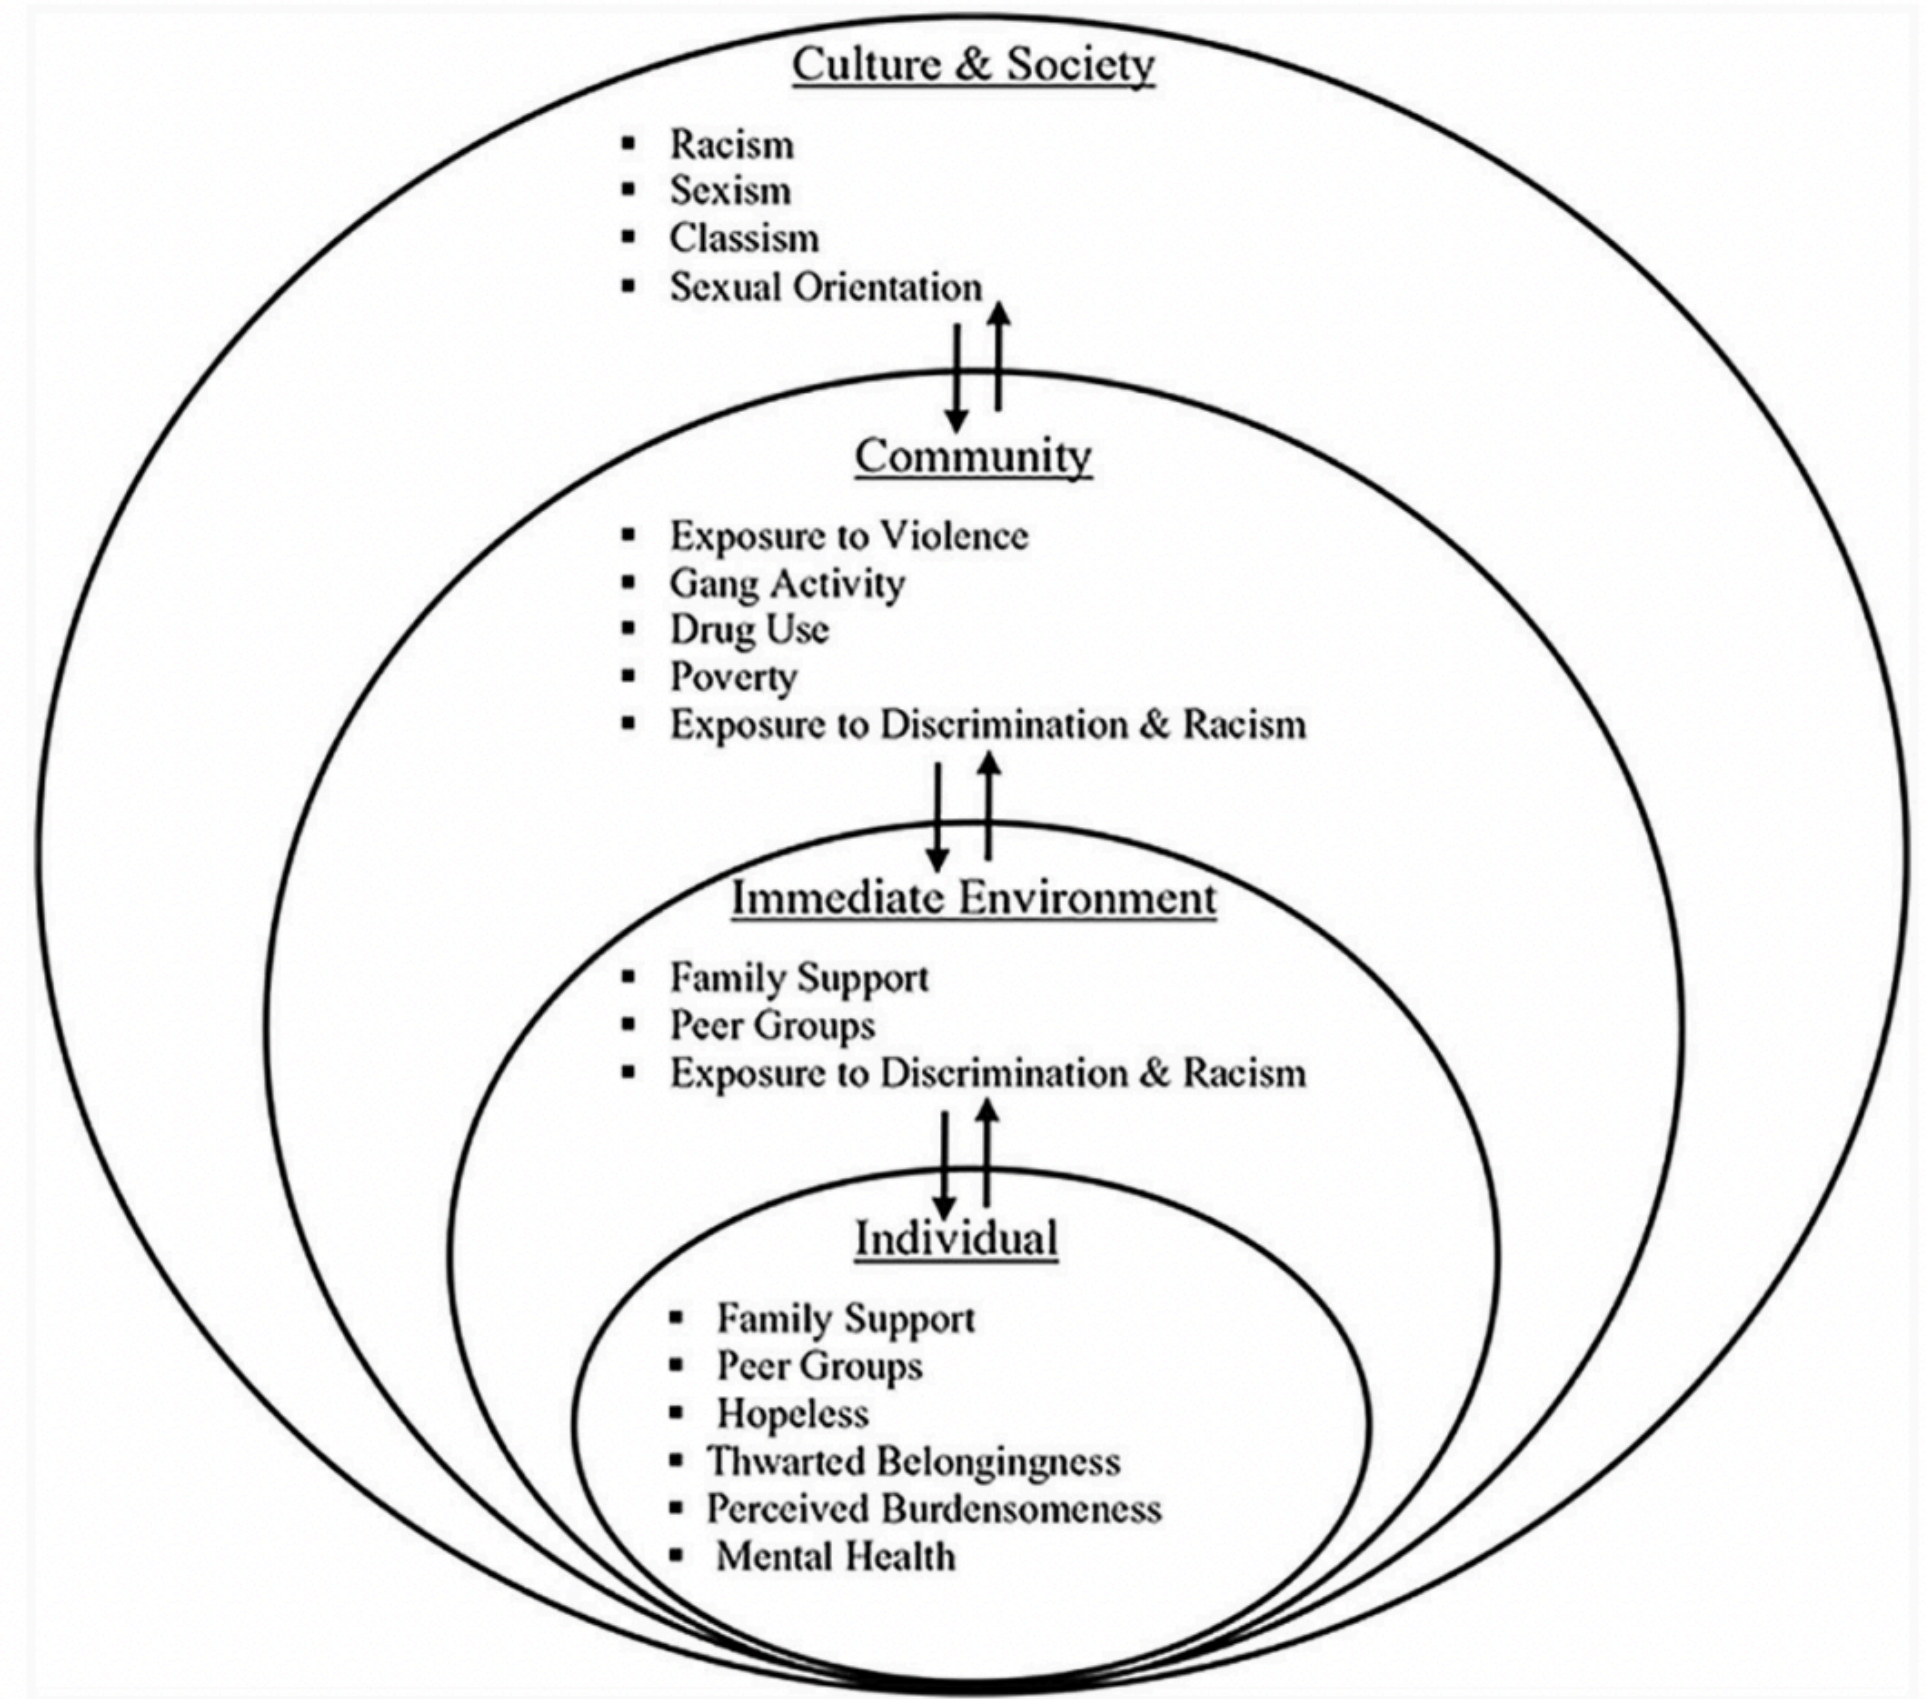 Culture & Society
▪ Racism
▪ Sexism
▪ Classism
▪ Sexual Orientation
Community
▪ Exposure to Violence
▪ Gang Activity
▪ Drug Use
▪ Poverty
▪ Exposure to Discrimination & Racism
Immediate Environment
▪ Family Support
▪ Peer Groups
▪ Exposure to Discrimination & Racism
Individual
▪ Family Support
▪ Peer Groups
▪ Hopeless
▪ Thwarted Belongingness
▪ Perceived Burdensomeness
▪ Mental Health